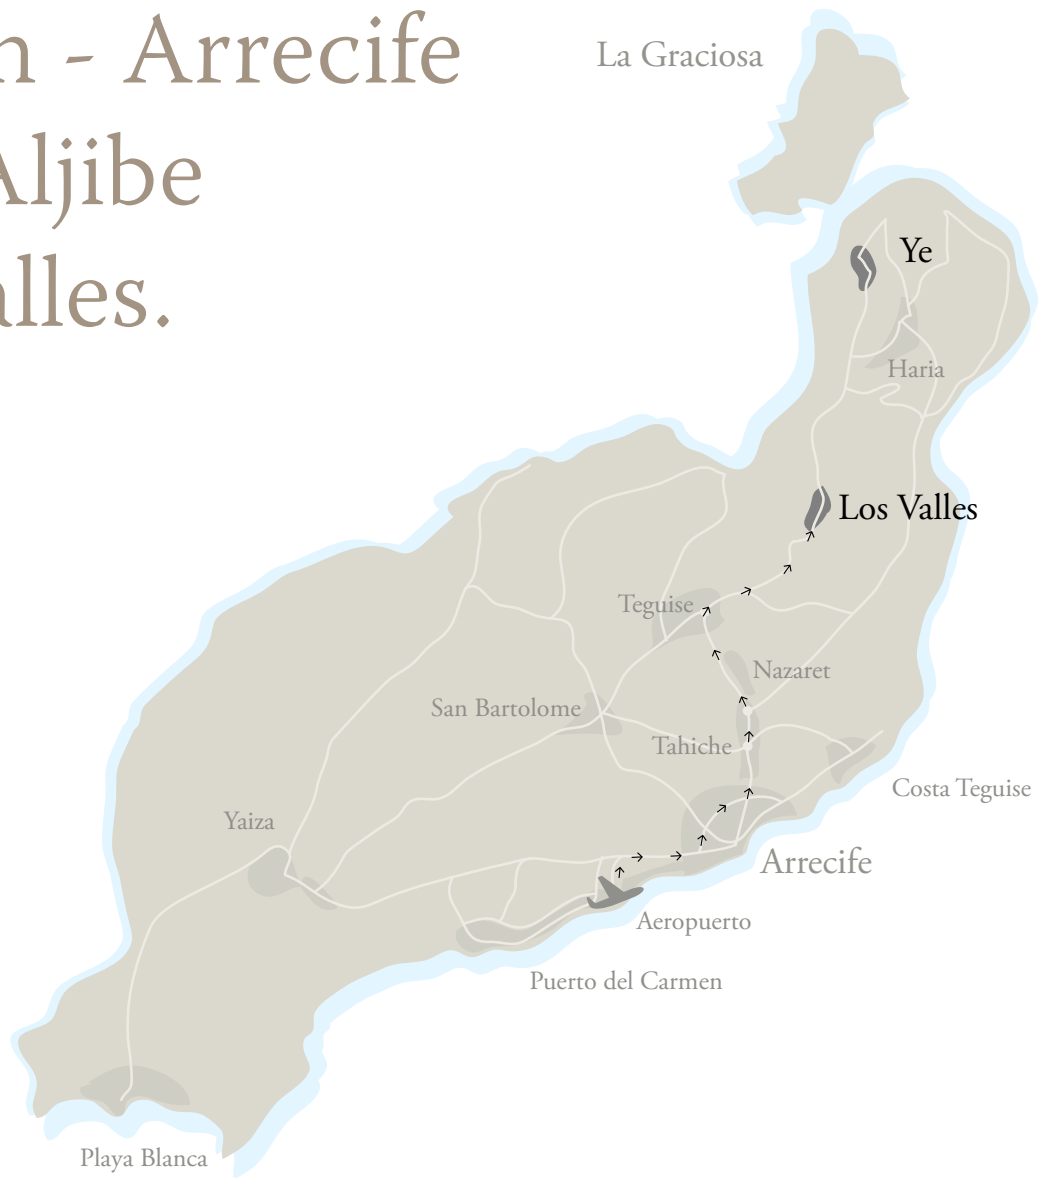 n - Arrecife
Aljibe
alles.
La Graciosa
Ye
Haria
Los Valles
Teguise
Nazaret
San Bartolome
Tahiche
Costa Teguise
Yaiza
Arrecife
Aeropuerto
Puerto del Carmen
Playa Blanca